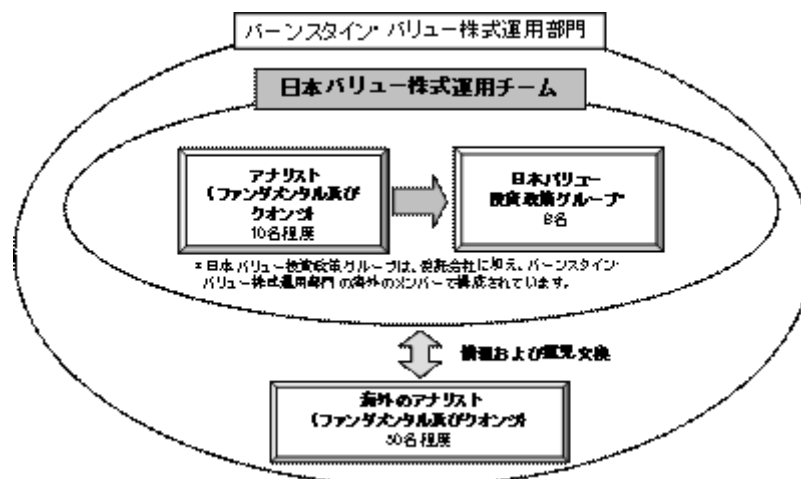 バーンスタイン・バリュー株式運用部門
日本バリュー株式運用チーム
アナリスト
(ファンダメンタル及び
クオンツ)
10名程度
日本バリュー
投資政策グループ*
名
*日本バリュー投資政策グループは、委託会社に加え、バーンスタイン・
バリュー株式運用部門の海外のメンバーで構成されています。
情報および意見交換
海外のアナリスト
(ファンダメンタル及びクオンツ)
名程度